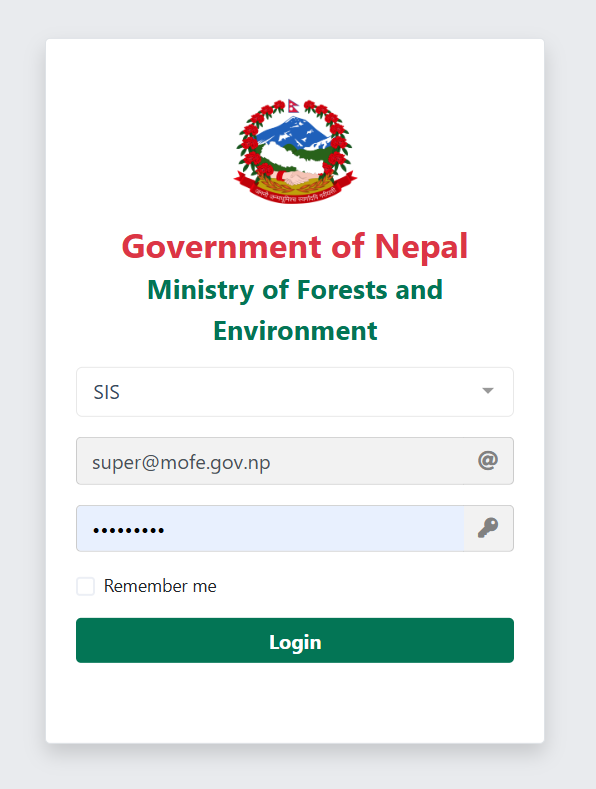 Government of Nepal
Ministry of Forests and
Environment
SIS
super@mofe.gov.np
•••••••••
Remember me
Login